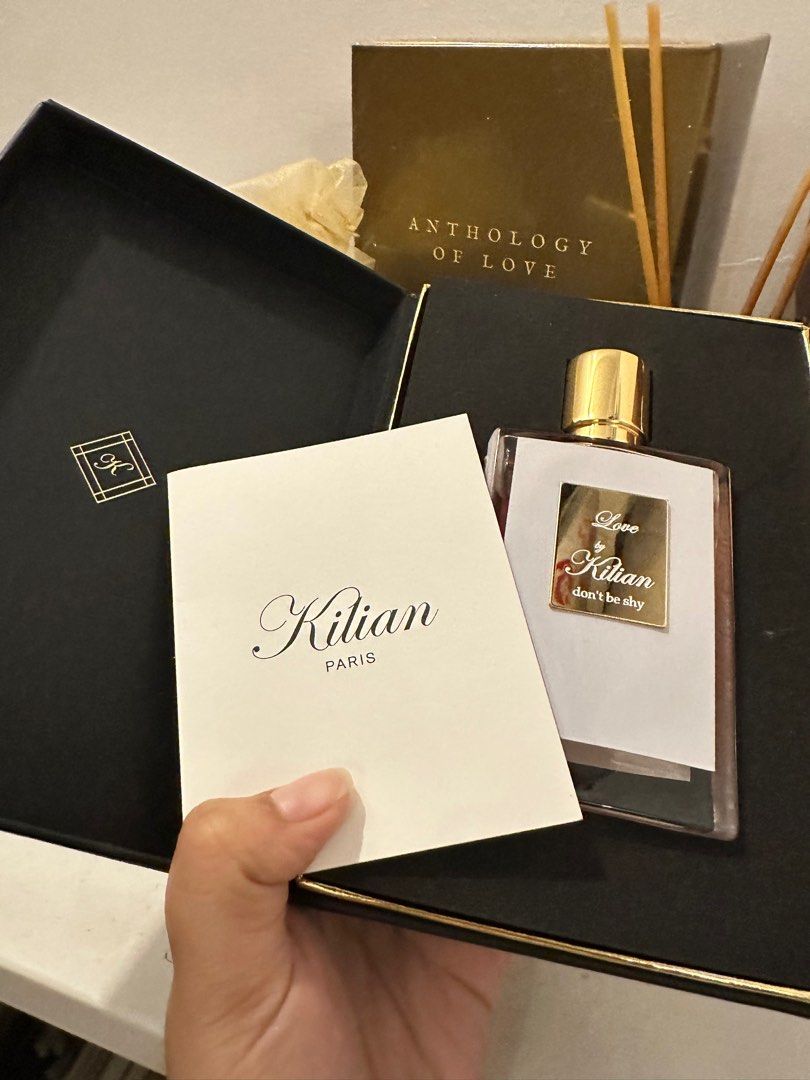 ANTHOLOGY
OF LOVE
K
Kilian
PARIS
Love
by
Kilian
don't be shy